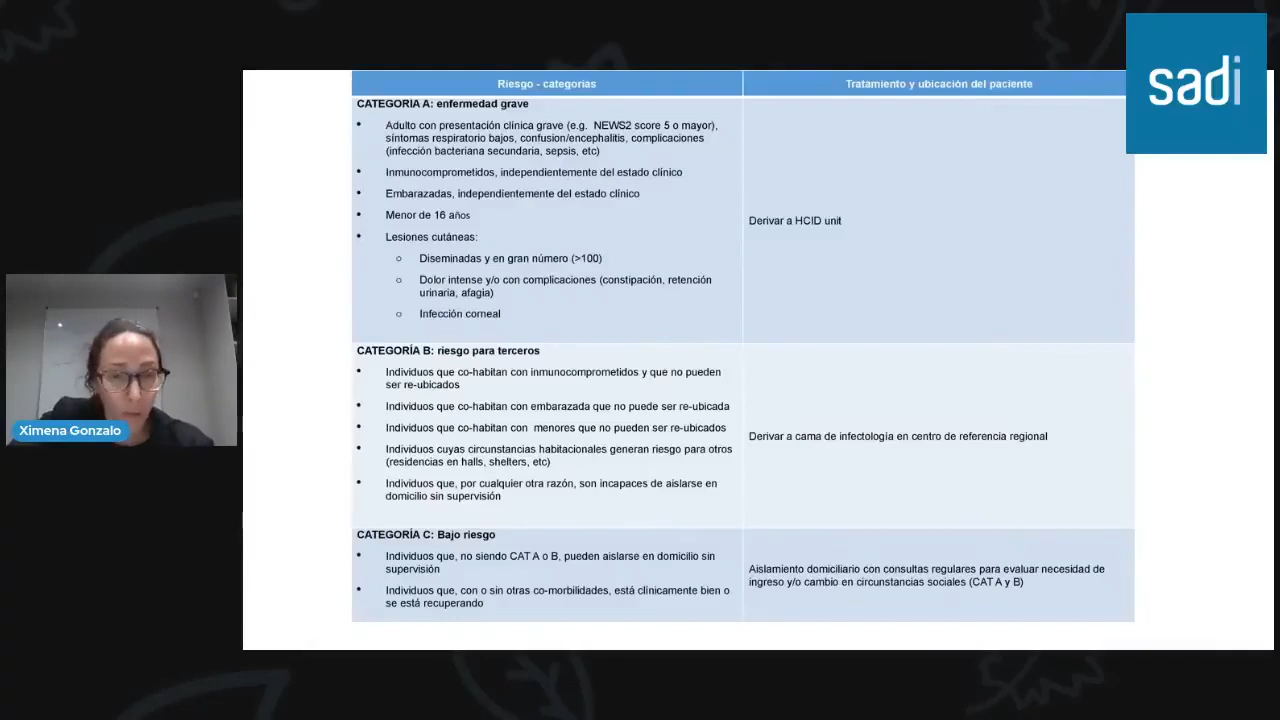 sadi
Riesgo - categorías
Tratamiento y ubicación del paciente
CATEGORÍA A: enfermedad grave
• Adulto con presentación clínica grave (e.g. NEWS2 score 5 o mayor),
síntomas respiratorio bajos, confusion/encephalitis, complicaciones
(infección bacteriana secundaria, sepsis, etc)
• Inmunocomprometidos, independientemente del estado clínico
• Embarazadas, independientemente del estado clínico
• Menor de 16 años
• Lesiones cutáneas:
○ Diseminadas y en gran número (>100)
○ Dolor intense y/o con complicaciones (constipación, retención
urinaria, afagia)
○ Infección corneal
Derivar a HCID unit
CATEGORÍA B: riesgo para terceros
• Individuos que co-habitan con inmunocomprometidos y que no pueden
ser re-ubicados
• Individuos que co-habitan con embarazada que no puede ser re-ubicada
• Individuos que co-habitan con menores que no pueden ser re-ubicados
• Individuos cuyas circunstancias habitacionales generan riesgo para otros
(residencias en halls, shelters, etc)
• Individuos que, por cualquier otra razón, son incapaces de aislarse en
domicilio sin supervisión
Derivar a cama de infectología en centro de referencia regional
CATEGORÍA C: Bajo riesgo
• Individuos que, no siendo CAT A o B, pueden aislarse en domicilio sin
supervisión
• Individuos que, con o sin otras co-morbilidades, está clínicamente bien o
se está recuperando
Aislamiento domiciliario con consultas regulares para evaluar necesidad de
ingreso y/o cambio en circunstancias sociales (CAT A y B)
Ximena Gonzalo